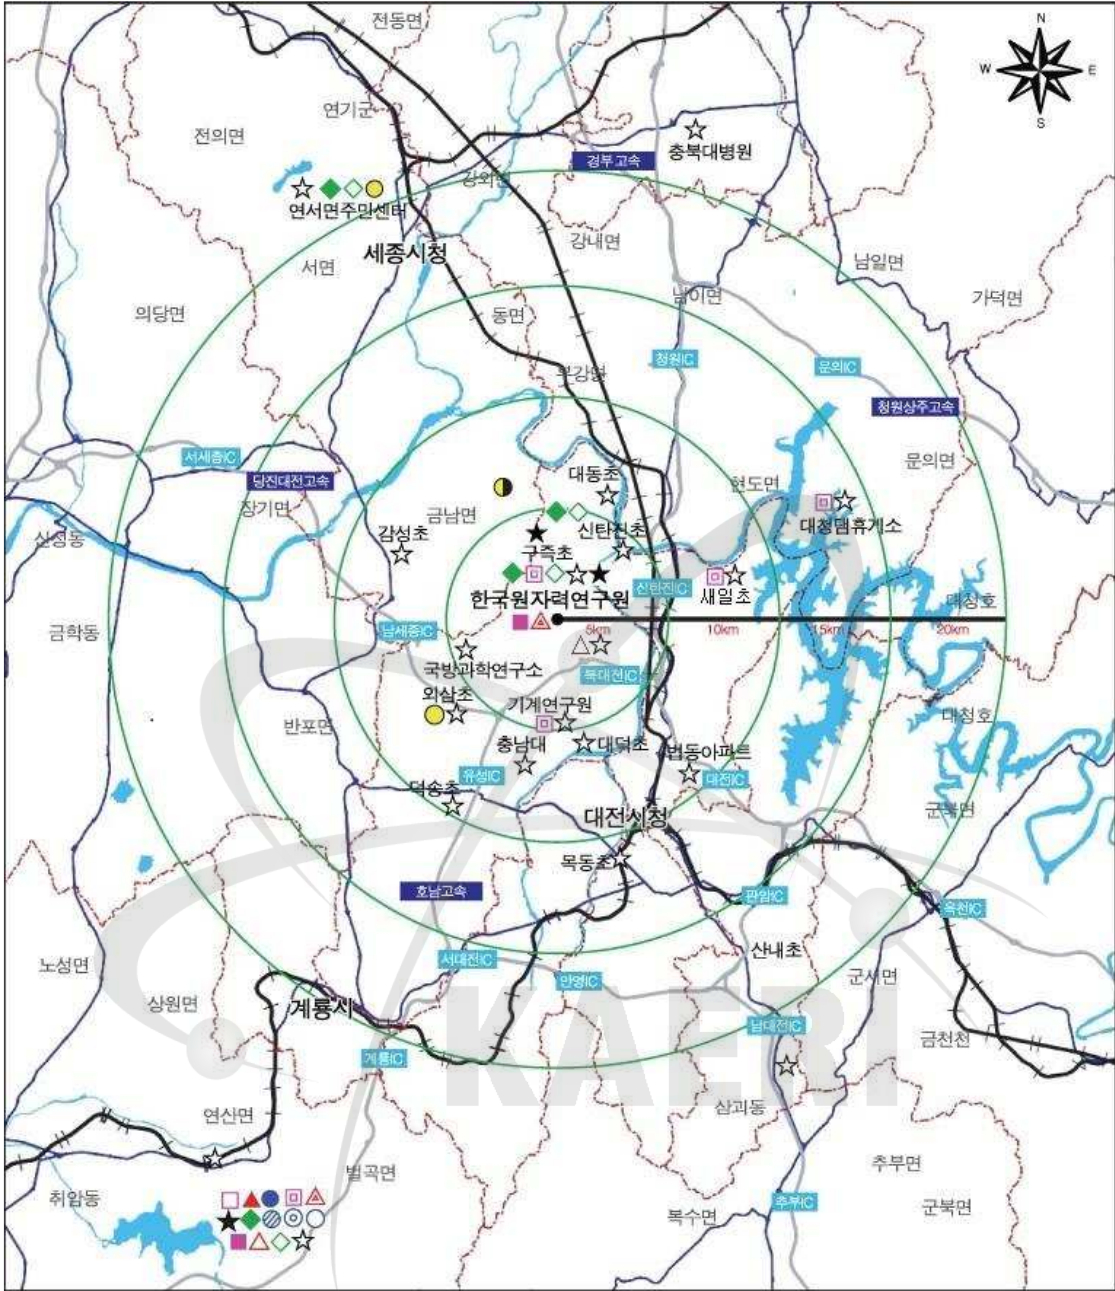 전동면
N
W E
S
연기군
전의면
충북대병원
경부고속
강외면
연서면주민센터
강내면
세종시청
서면
남일면
남이면
가덕면
의당면
동면
청원IC
문의IC
부강면
청원상주고속
서세종IC
문의면
당진대전고속
대동초
현도면
장기면
금남면
대청댐휴게소
신탄진초
감성초
구즉초
신탄진IC
새일초
한국원자력연구원
대청호
5km 10km 15km 20km
금학동
남세종IC
국방과학연구소
북대전IC
외삼초
기계연구원
대청호
반포면
충남대
대덕초
법동아파트
유성IC
대전IC
덕송초
대전시청
군북면
목동초
호남고속
판암IC
옥천IC
산내초
서대전IC
노성면
안영IC
군서면
상원면
계룡시
KAERI
남대전IC
금천천
계룡IC
연산면
삼괴동
벌곡면
추부면
취암동
추부IC
군북면
복수면